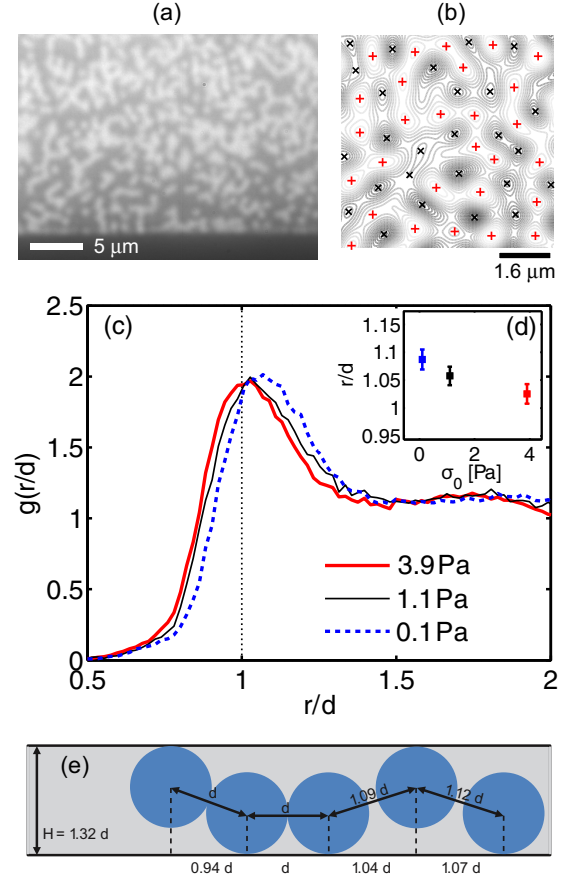 (a)
(b)
5 μm
1.6 μm
(c)
(d)
2.5
2
1.5
1
0.5
0
g(r/d)
0.5
1
1.5
2
r/d
3.9Pa
1.1Pa
0.1Pa
1.15
1.1
1.05
1
0.95
r/d
0
2
4
σ0 [Pa]
(e)
H = 1.32 d
d
d
1.09 d
1.12 d
0.94 d
d
1.04 d
1.07 d